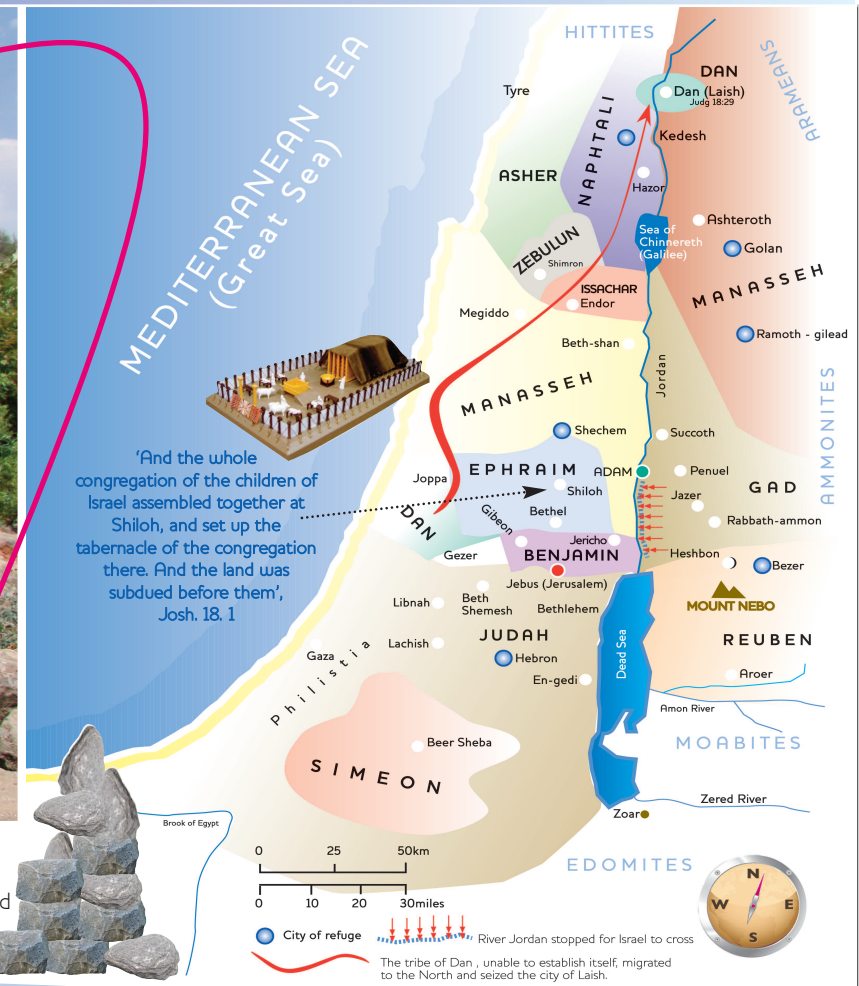 HITTITES
ARAMEANS
MEDITERRANEAN SEA
(Great Sea)
Tyre
DAN
Dan (Laish)
Judg 18:29
NAPHTALI
Kedesh
ASHER
Hazor
Ashteroth
Sea of
Chinnereth
(Galilee)
Golan
ZEBULUN
Shimron
MANASSEH
ISSACHAR
Endor
Megiddo
Ramoth - gilead
Beth-shan
Jordan
MANASSEH
AMMONITES
Shechem
Succoth
'And the whole
congregation of the children of
Israel assembled together at
Shiloh, and set up the
tabernacle of the congregation
there. And the land was
subdued before them',
Josh. 18. 1
EPHRAIM
ADAM
Penuel
Joppa
Shiloh
GAD
Jazer
DAN
Gibeon
Bethel
Rabbath-ammon
Jericho
Gezer
BENJAMIN
Heshbon
Bezer
Jebus (Jerusalem)
MOUNT NEBO
Libnah
Beth
Shemesh
Bethlehem
JUDAH
REUBEN
Lachish
Gaza
Philistia
Hebron
Dead Sea
En-gedi
Aroer
Arnon River
MOABITES
Beer Sheba
SIMEON
Zered River
Zoar
Brook of Egypt
EDOMITES
0 25 50km
0 10 20 30miles
N
W E
S
d
City of refuge
River Jordan stopped for Israel to cross
The tribe of Dan , unable to establish itself, migrated
to the North and seized the city of Laish.